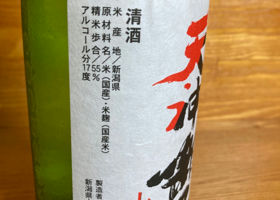 清酒
米産地/新潟県
原材料名/米(国産)・米麹(国産米)
精米歩合/55%
アルコール分17度
製造者
新潟県
天神